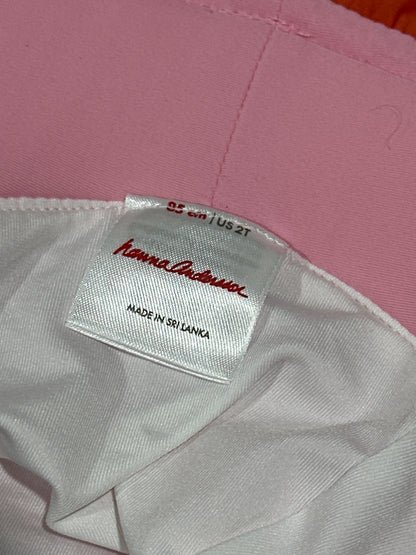 85 cm | US 2T
hanna Andersson
MADE IN SRI LANKA